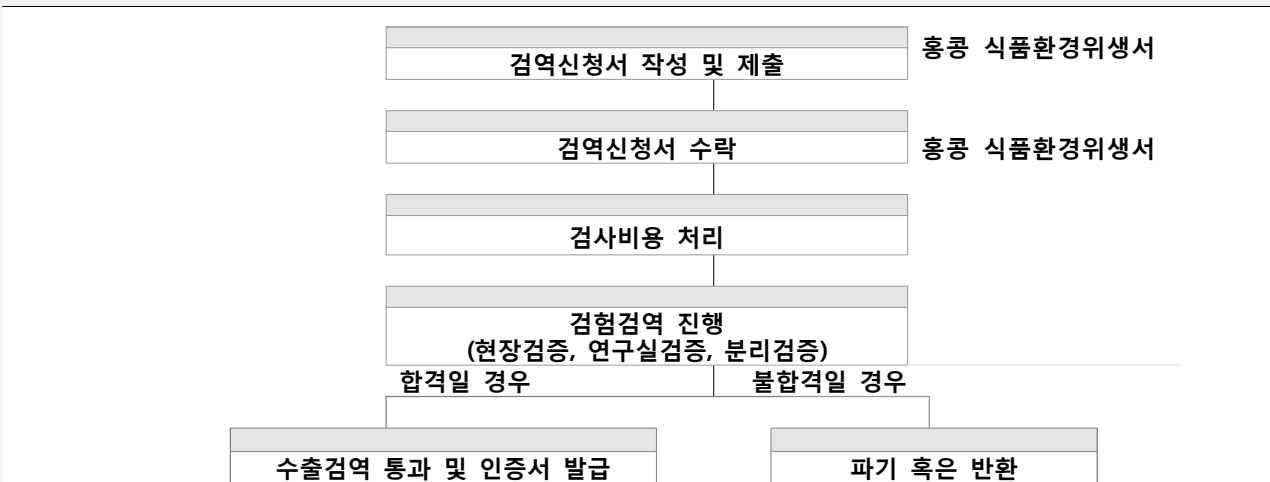 검역신청서 작성 및 제출
홍콩 식품환경위생서
검역신청서 수락
홍콩 식품환경위생서
검사비용 처리
검험검역 진행
(현장검증, 연구실검증, 분리검증)
합격일 경우
불합격일 경우
수출검역 통과 및 인증서 발급
파기 혹은 반환